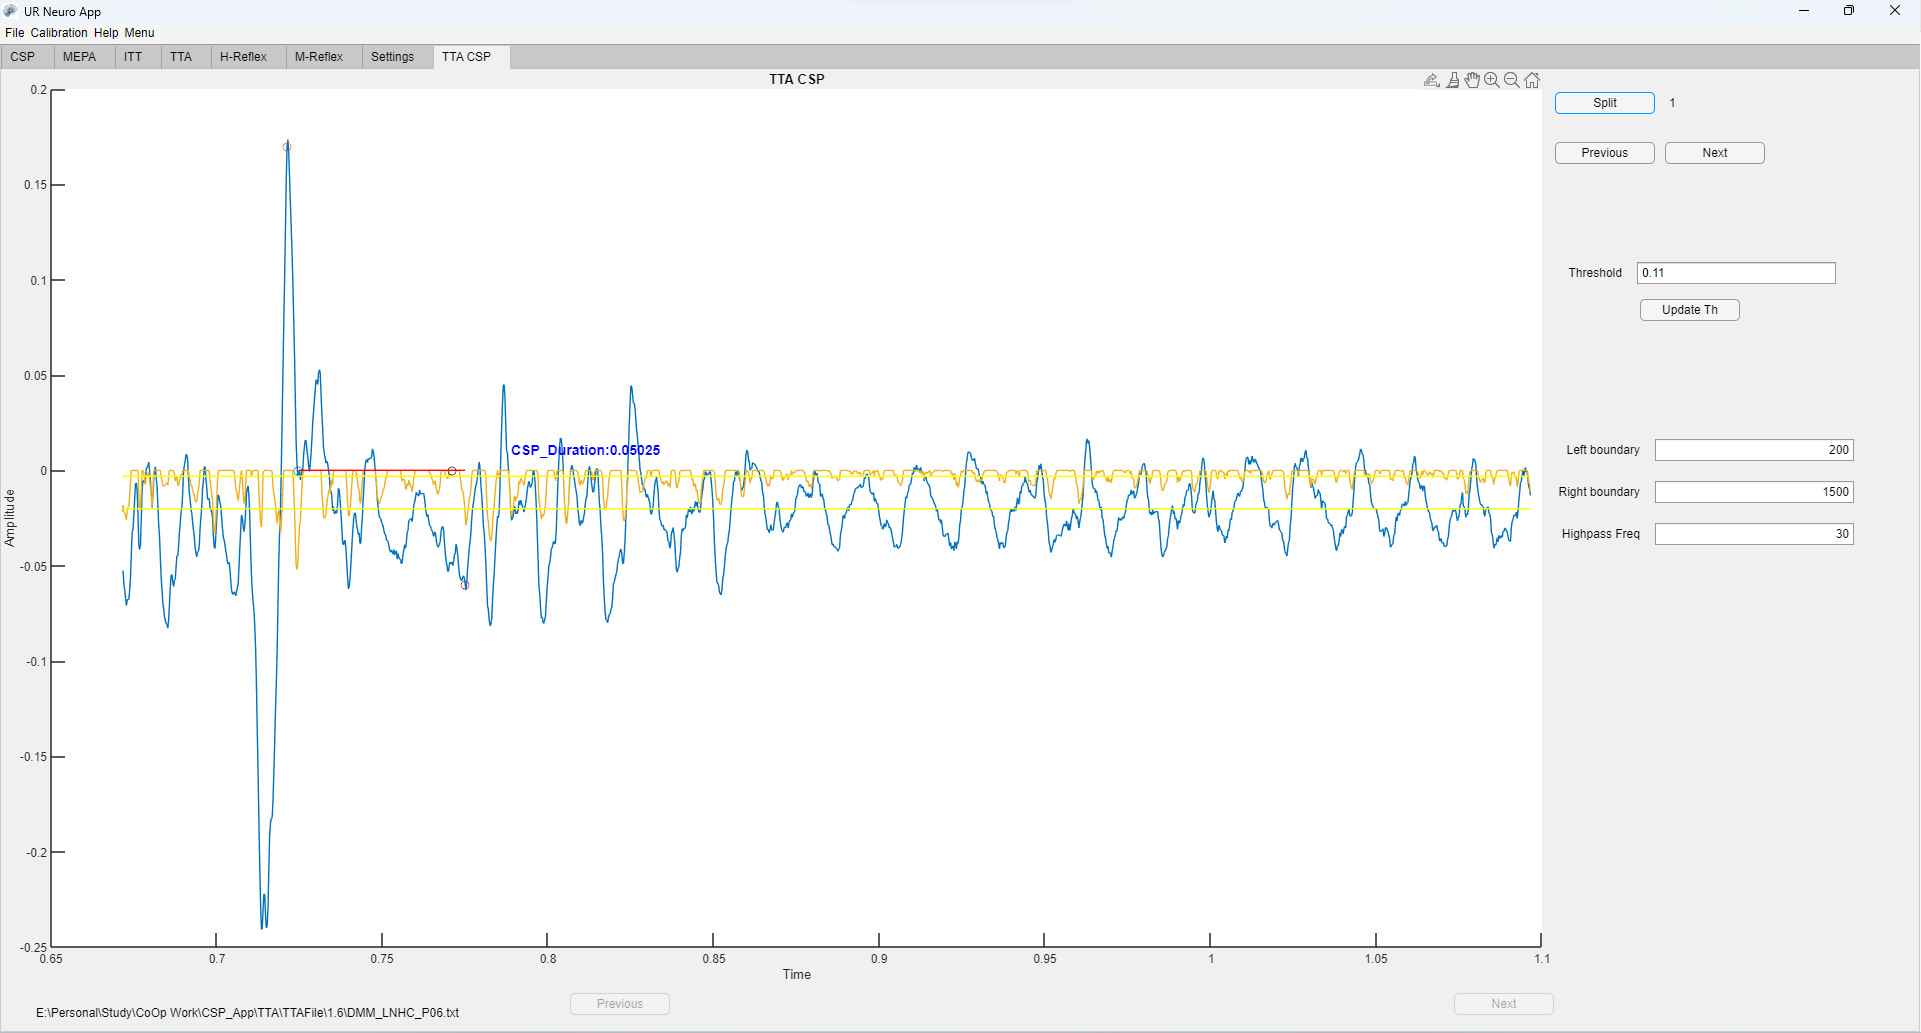 UR Neuro App
File Calibration Help Menu
CSP MEPA ITT TTA H-Reflex M-Reflex Settings TTA CSP
TTA CSP
Split 1
Previous Next
Threshold 0.11
Update Th
Left boundary 200
Right boundary 1500
Highpass Freq 30
0.2
0.15
0.1
0.05
0
-0.05
-0.1
-0.15
-0.2
-0.25
Amplitude
CSP_Duration:0.05025
0.65 0.7 0.75 0.8 0.85 0.9 0.95 1 1.05 1.1
Time
Previous Next
E:\Personal\Study\CoOp Work\CSP_App\TTA\TTAFile\1.6\DMM_LNHC_P06.txt